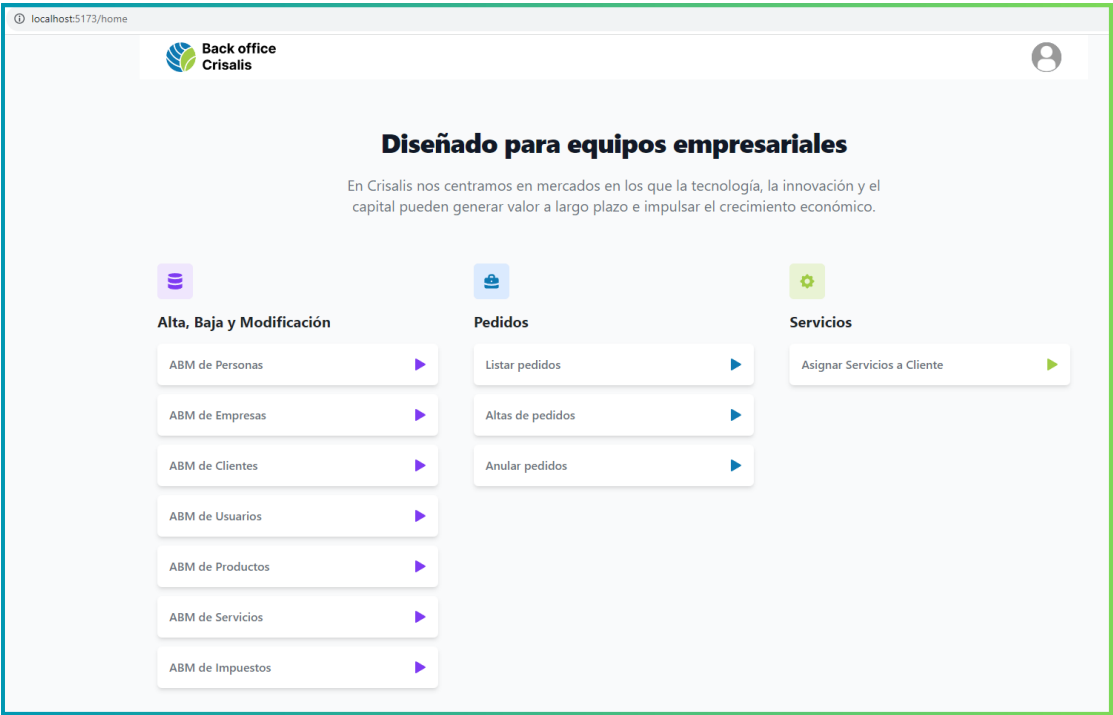 localhost:5173/home
Back office
Crisalis
Diseñado para equipos empresariales
En Crisalis nos centramos en mercados en los que la tecnología, la innovación y el
capital pueden generar valor a largo plazo e impulsar el crecimiento económico.
Alta, Baja y Modificación
ABM de Personas
ABM de Empresas
ABM de Clientes
ABM de Usuarios
ABM de Productos
ABM de Servicios
ABM de Impuestos
Pedidos
Listar pedidos
Altas de pedidos
Anular pedidos
Servicios
Asignar Servicios a Cliente